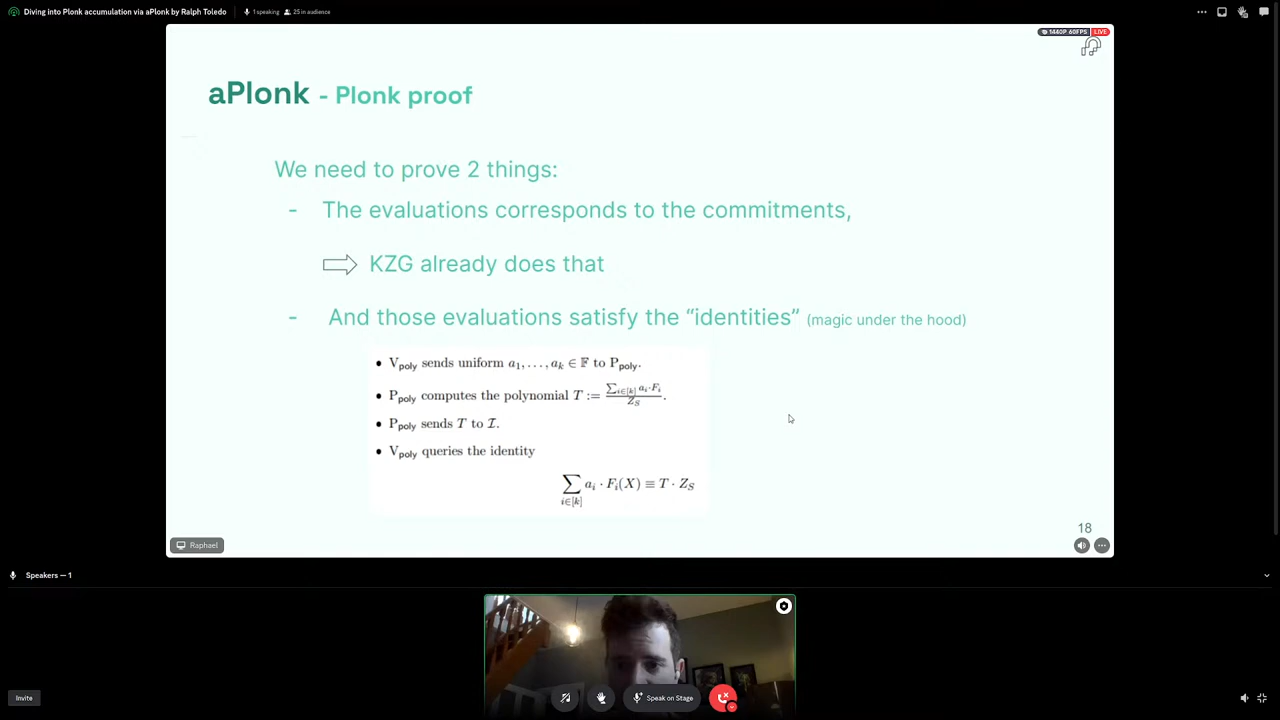 Diving into Plonk accumulation via aPlonk by Ralph Toledo
1 speaking
25 in audience
1440P 60FPS
LIVE
aPlonk - Plonk proof
We need to prove 2 things:
- The evaluations corresponds to the commitments,
KZG already does that
- And those evaluations satisfy the “identities” (magic under the hood)
• V_poly sends uniform a_1, . . . , a_k ∈ 𝔽 to P_poly.
• P_poly computes the polynomial T := ∑_{i∈[k]} a_i·F_i / Z_S.
• P_poly sends T to ℐ.
• V_poly queries the identity
∑_{i∈[k]} a_i · F_i(X) ≡ T · Z_S
18
Raphael
Speakers — 1
Speak on Stage
Invite